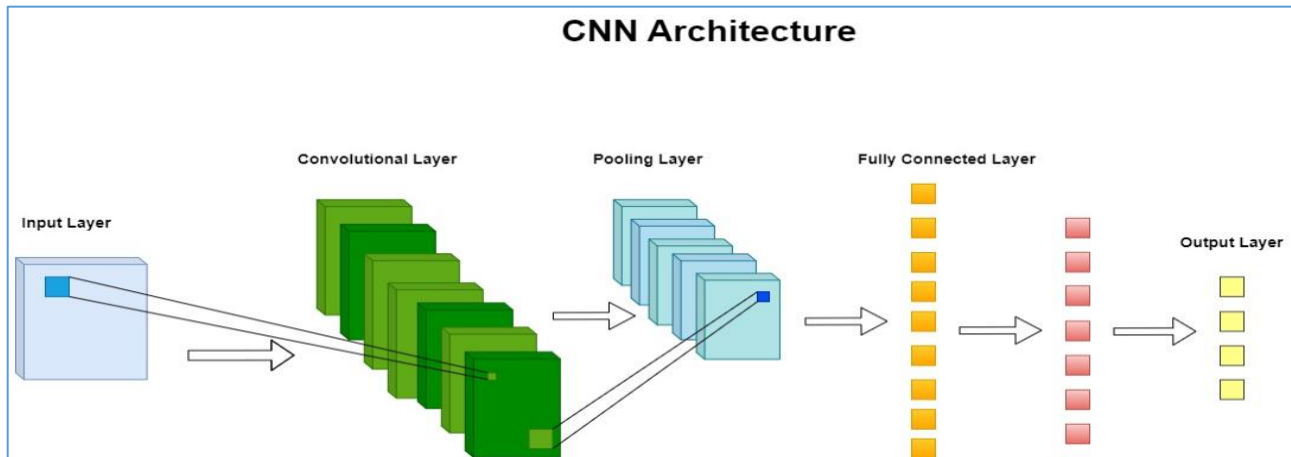 CNN Architecture
Convolutional Layer
Pooling Layer
Fully Connected Layer
Input Layer
Output Layer